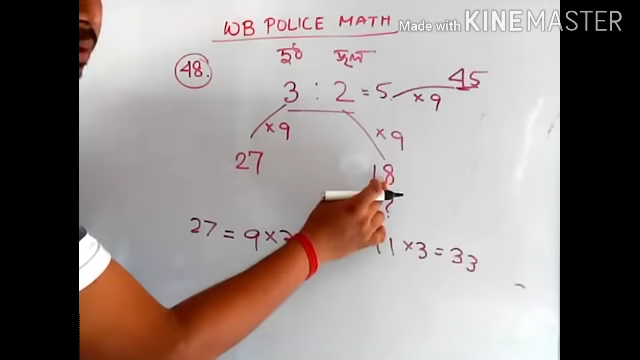 WB POLICE MATH
Made with KINEMASTER
48.
দুধ জল
3 : 2 = 5 45
× 9
× 9 × 9
27 18
?
27 = 9 × 3 11 × 3 = 33